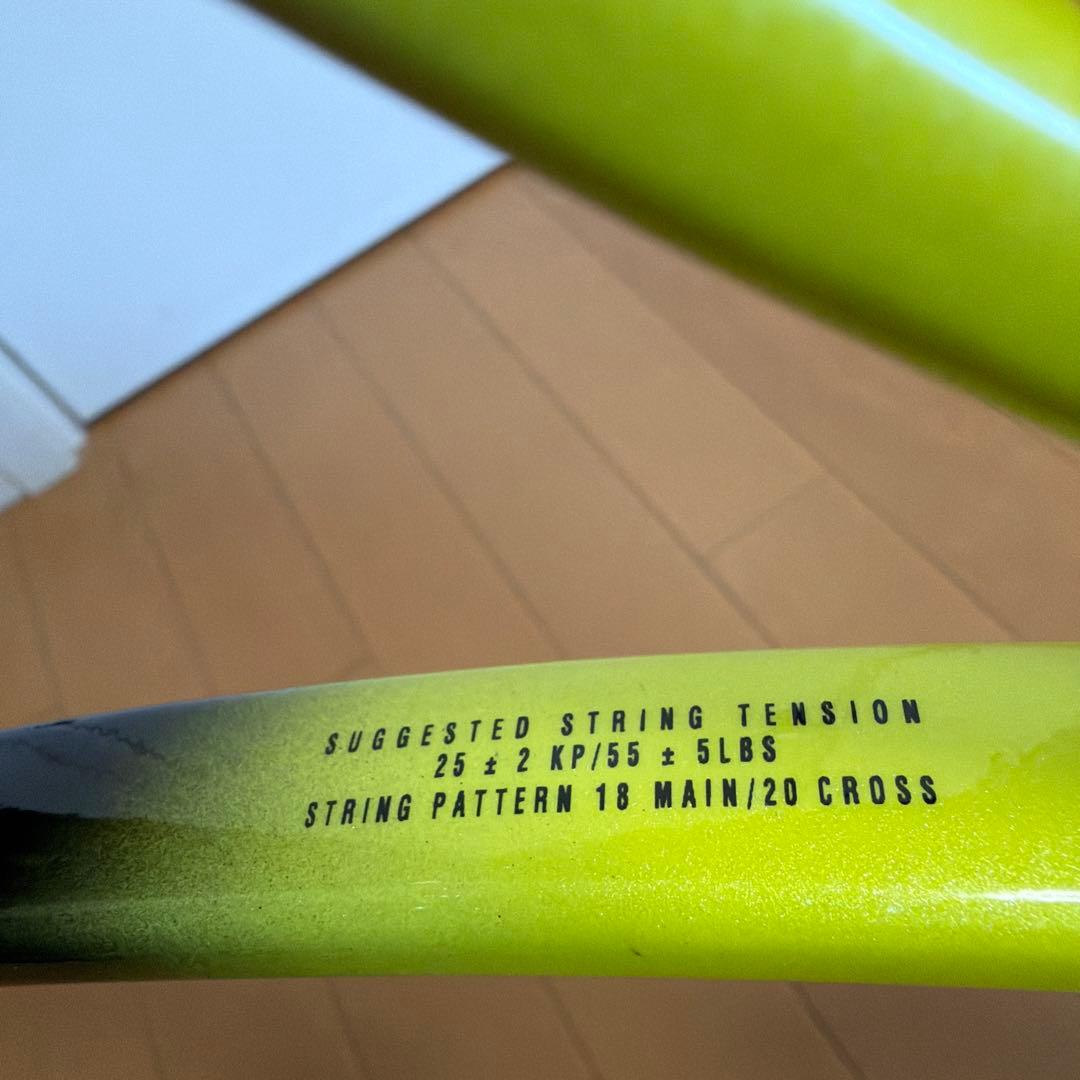 SUGGESTED STRING TENSION
25 ± 2 KP/55 ± 5LBS
STRING PATTERN 18 MAIN/20 CROSS